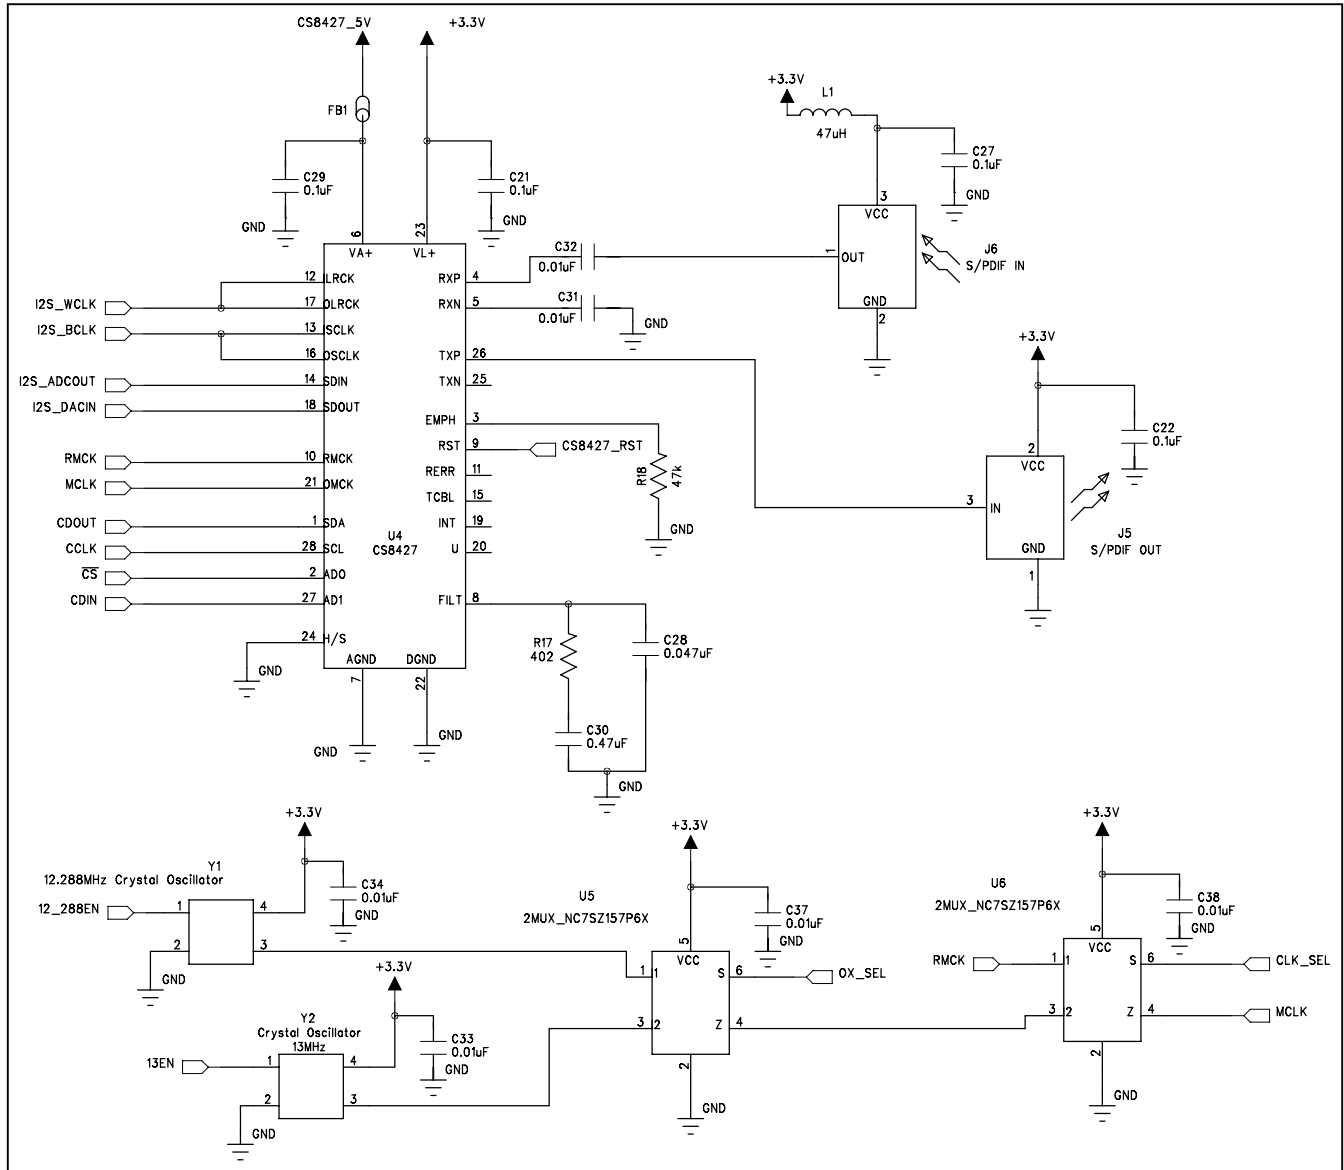 CS8427_5V
+3.3V
FB1
C29
0.1uF
GND
C21
0.1uF
GND
6
23
VA+
VL+
+3.3V
L1
47uH
C27
0.1uF
GND
3
VCC
1
OUT
GND
2
J6
S/PDIF IN
C32
0.01uF
C31
0.01uF
GND
I2S_WCLK
I2S_BCLK
I2S_ADCOUT
I2S_DACIN
RMCK
MCLK
CDOUT
CCLK
CS
CDIN
12 ILRCK
17 OLRCK
13 ISCLK
16 OSCLK
14 SDIN
18 SDOUT
10 RMCK
21 OMCK
1 SDA
28 SCL
2 AD0
27 AD1
24 H/S
GND
U4
CS8427
RXP 4
RXN 5
TXP 26
TXN 25
EMPH 3
RST 9
CS8427_RST
RERR 11
TCBL 15
INT 19
U 20
FILT 8
AGND
DGND
7
22
GND
GND
R18
47k
GND
R17
402
C28
0.047uF
C30
0.47uF
GND
+3.3V
C22
0.1uF
GND
2
VCC
3
IN
GND
1
J5
S/PDIF OUT
+3.3V
Y1
12.288MHz Crystal Oscillator
C34
0.01uF
GND
12_288EN
1
4
2
3
GND
+3.3V
Y2
Crystal Oscillator
13MHz
C33
0.01uF
GND
13EN
1
4
2
3
GND
+3.3V
U5
2MUX_NC7SZ157P6X
C37
0.01uF
GND
5
VCC
1 1
S 6
OX_SEL
3 2
Z 4
2
GND
+3.3V
U6
2MUX_NC7SZ157P6X
C38
0.01uF
GND
5
VCC
RMCK
1 1
S 6
CLK_SEL
3 2
Z 4
MCLK
2
GND